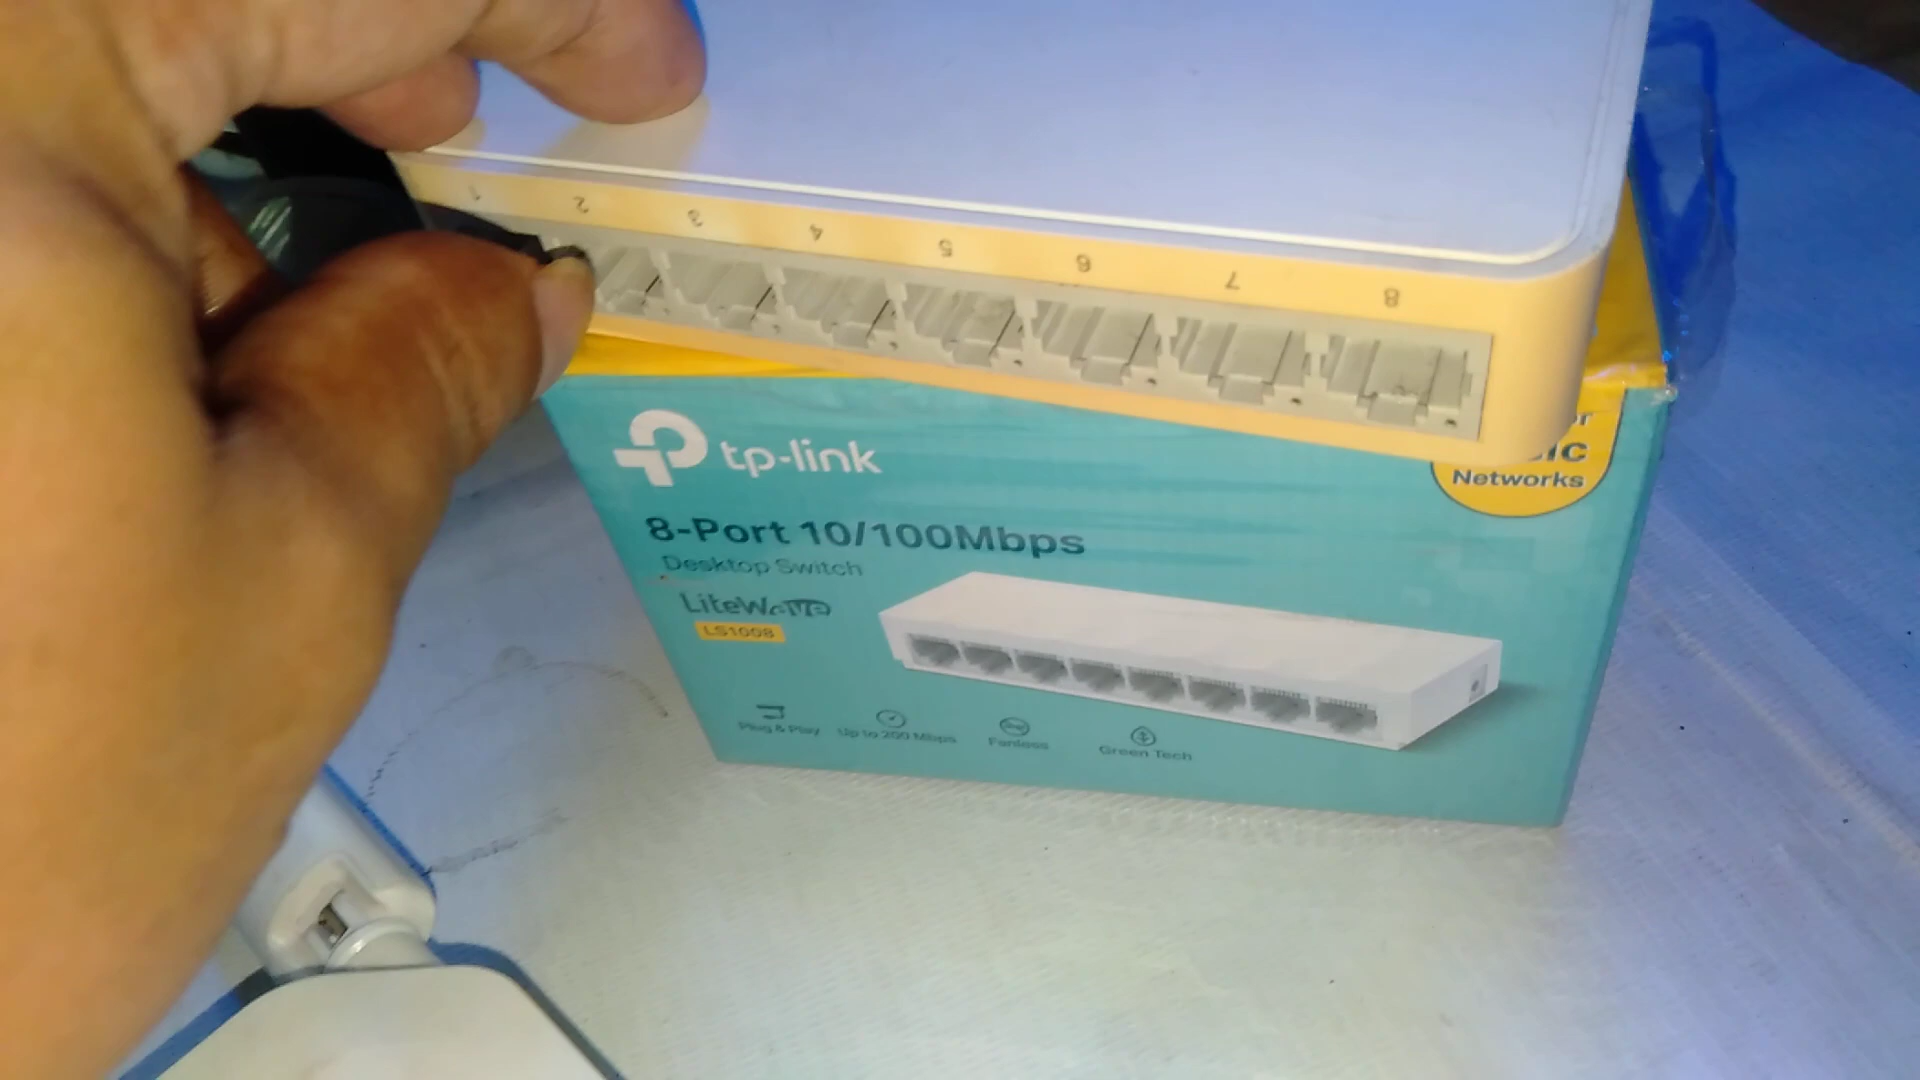 1 2 3 4 5 6 7 8
tp-link
Networks
8-Port 10/100Mbps
Desktop Switch
LiteWave
LS1008
Plug & Play
Up to 200 Mbps
Fanless
Green Tech